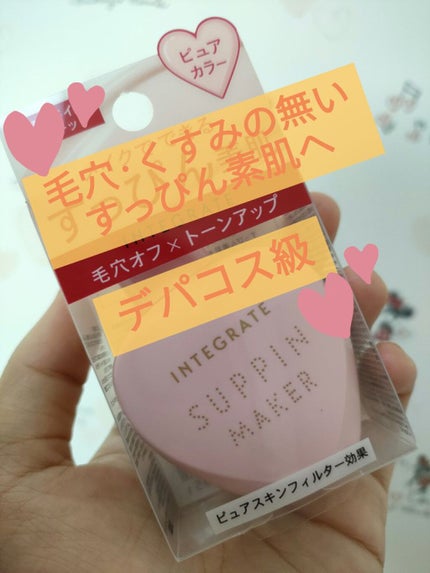 ピュア
カラー
毛穴・くすみの無い
すっぴん素肌へ
毛穴オフ×トーンアップ
デパコス級
INTEGRATE
SUPPIN
MAKER
ピュアスキンフィルター効果